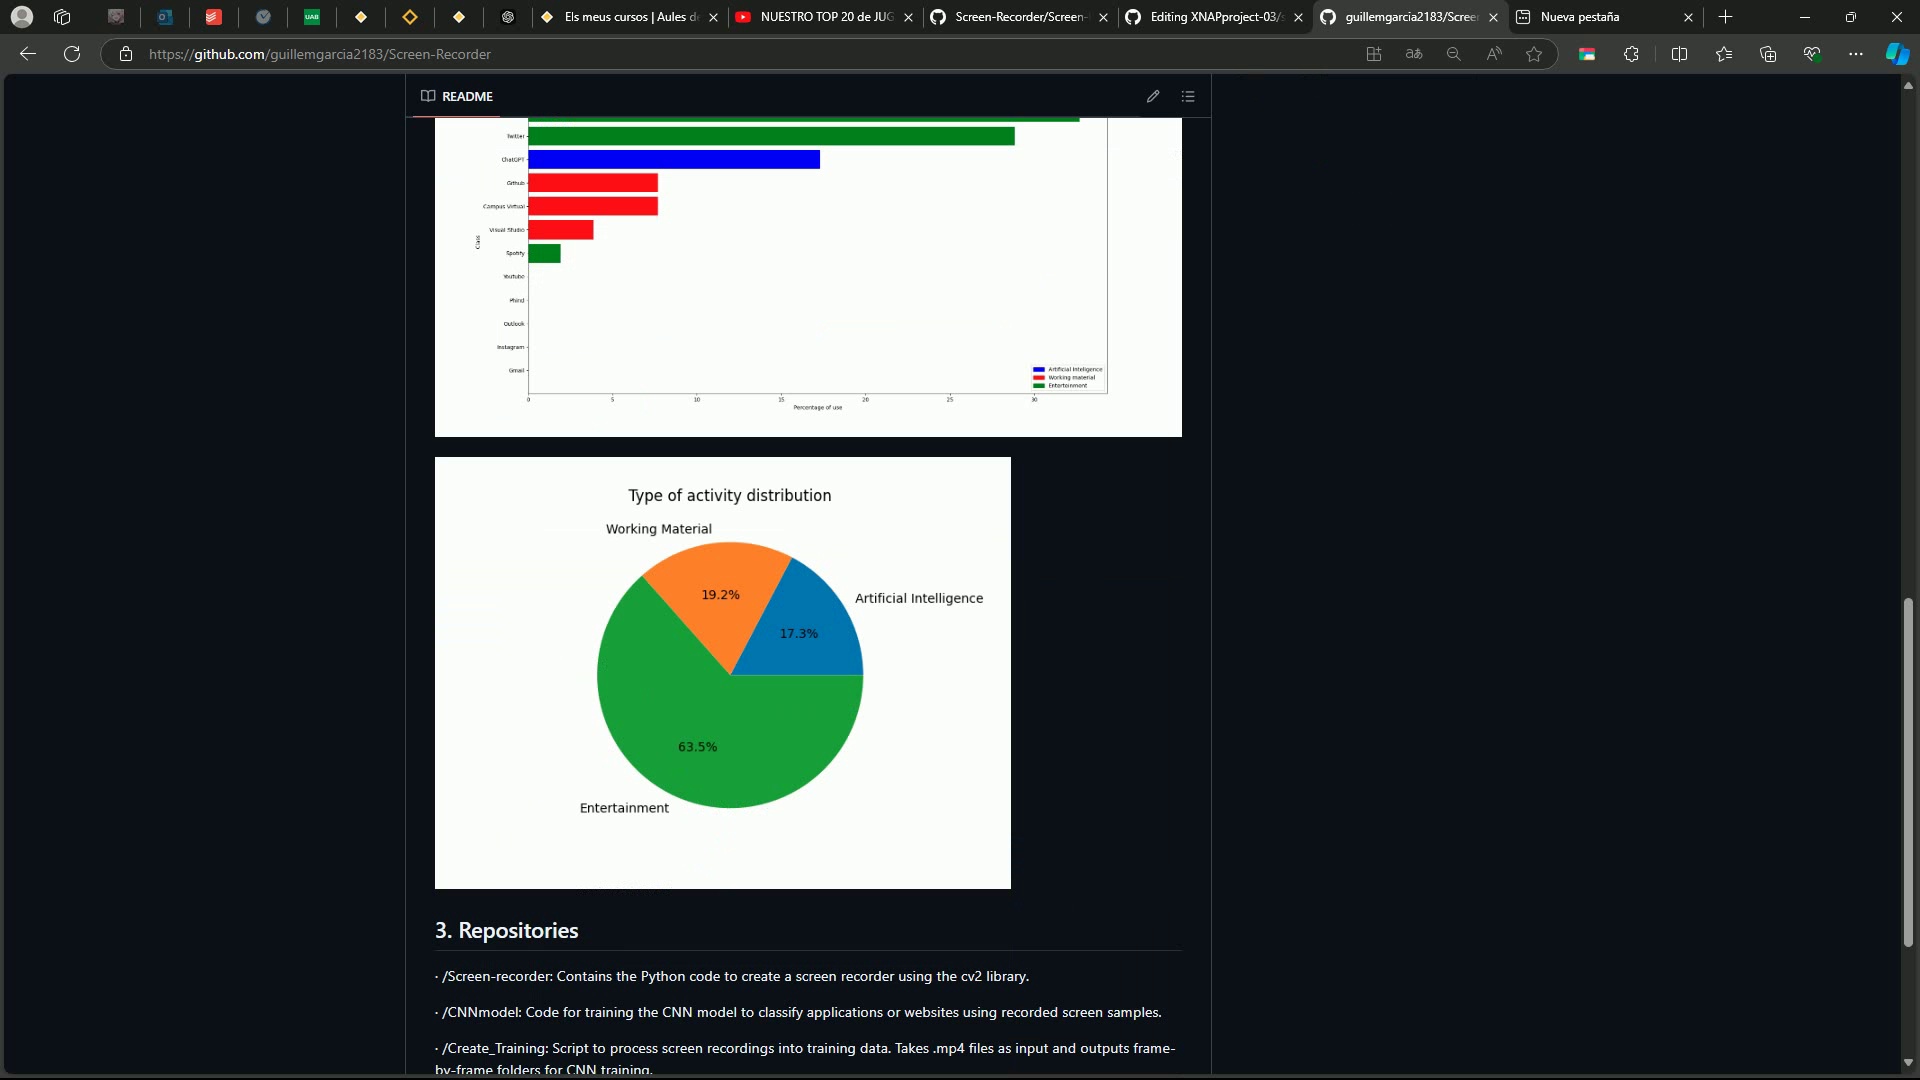 Els meus cursos | Aules d
NUESTRO TOP 20 de JUG
Screen-Recorder/Screen-
Editing XNAPproject-03/s
guillemgarcia2183/Screen
Nueva pestaña
https://github.com/guillemgarcia2183/Screen-Recorder
README
Twitter
ChatGPT
Github
Campus Virtual
Visual Studio
Class
Spotify
Youtube
Phind
Outlook
Instagram
Gmail
Artificial Inteligence
Working material
Entertainment
0 5 10 15 20 25 30
Percentage of use
Type of activity distribution
Working Material
19.2%
Artificial Intelligence
17.3%
63.5%
Entertainment
3. Repositories
· /Screen-recorder: Contains the Python code to create a screen recorder using the cv2 library.
· /CNNmodel: Code for training the CNN model to classify applications or websites using recorded screen samples.
· /Create_Training: Script to process screen recordings into training data. Takes .mp4 files as input and outputs frame-
by-frame folders for CNN training.